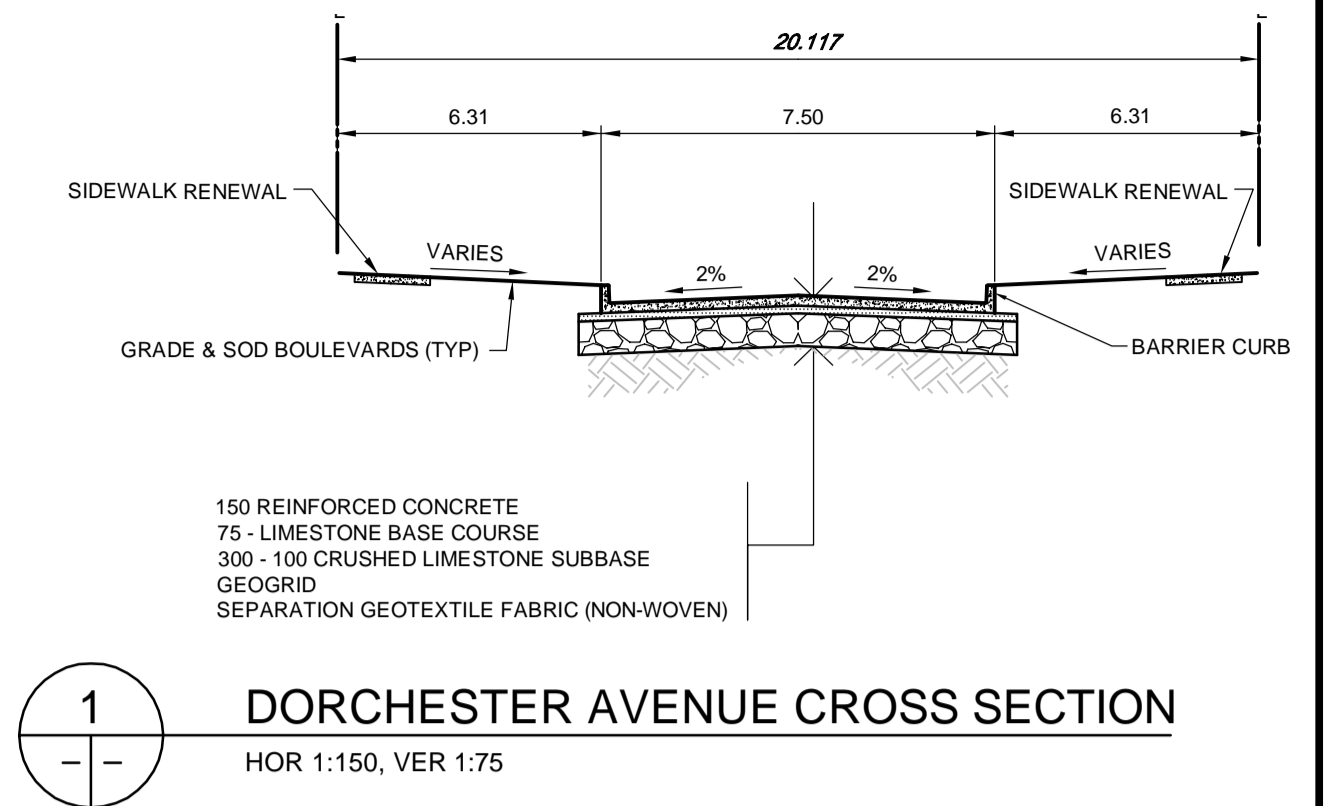 20.117
6.31
7.50
6.31
SIDEWALK RENEWAL
SIDEWALK RENEWAL
VARIES
VARIES
2%
2%
GRADE & SOD BOULEVARDS (TYP)
BARRIER CURB
150 REINFORCED CONCRETE
75 - LIMESTONE BASE COURSE
300 - 100 CRUSHED LIMESTONE SUBBASE
GEOGRID
SEPARATION GEOTEXTILE FABRIC (NON-WOVEN)
1
DORCHESTER AVENUE CROSS SECTION
– –
HOR 1:150, VER 1:75